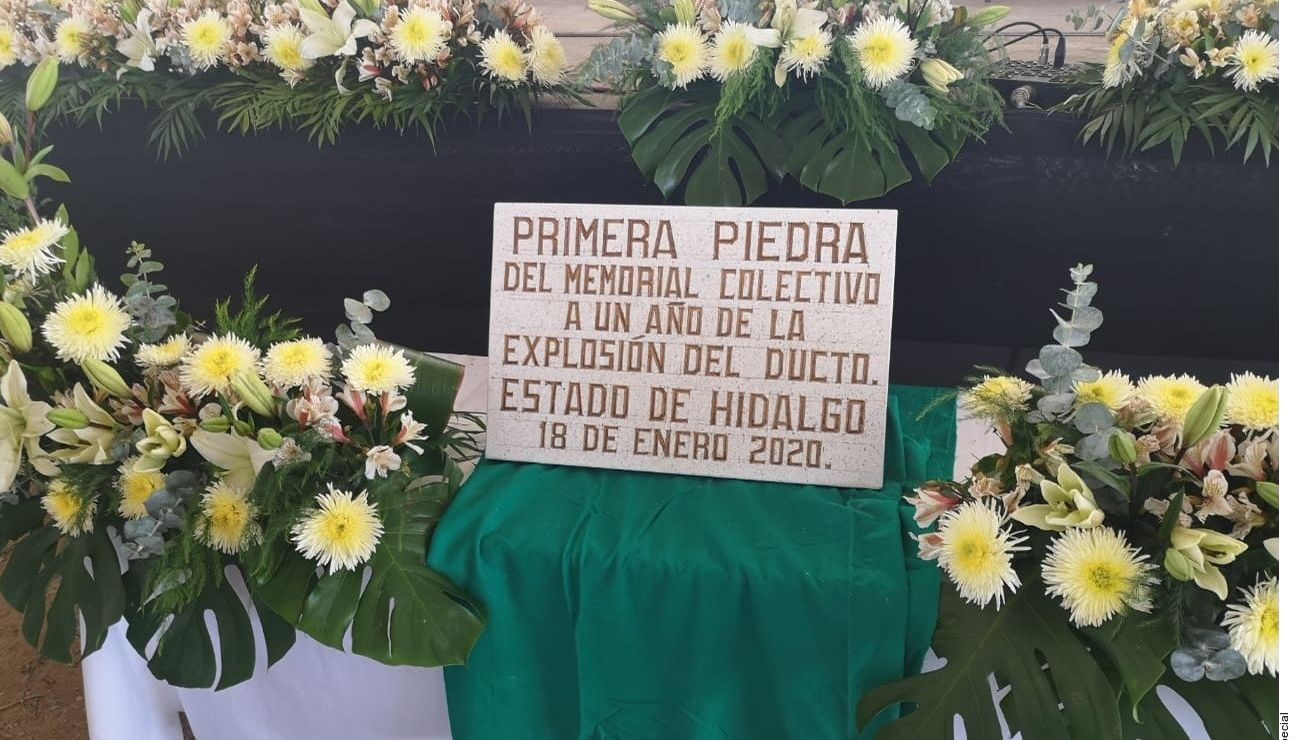 PRIMERA PIEDRA
DEL MEMORIAL COLECTIVO
A UN AÑO DE LA
EXPLOSIÓN DEL DUCTO.
ESTADO DE HIDALGO
18 DE ENERO 2020.